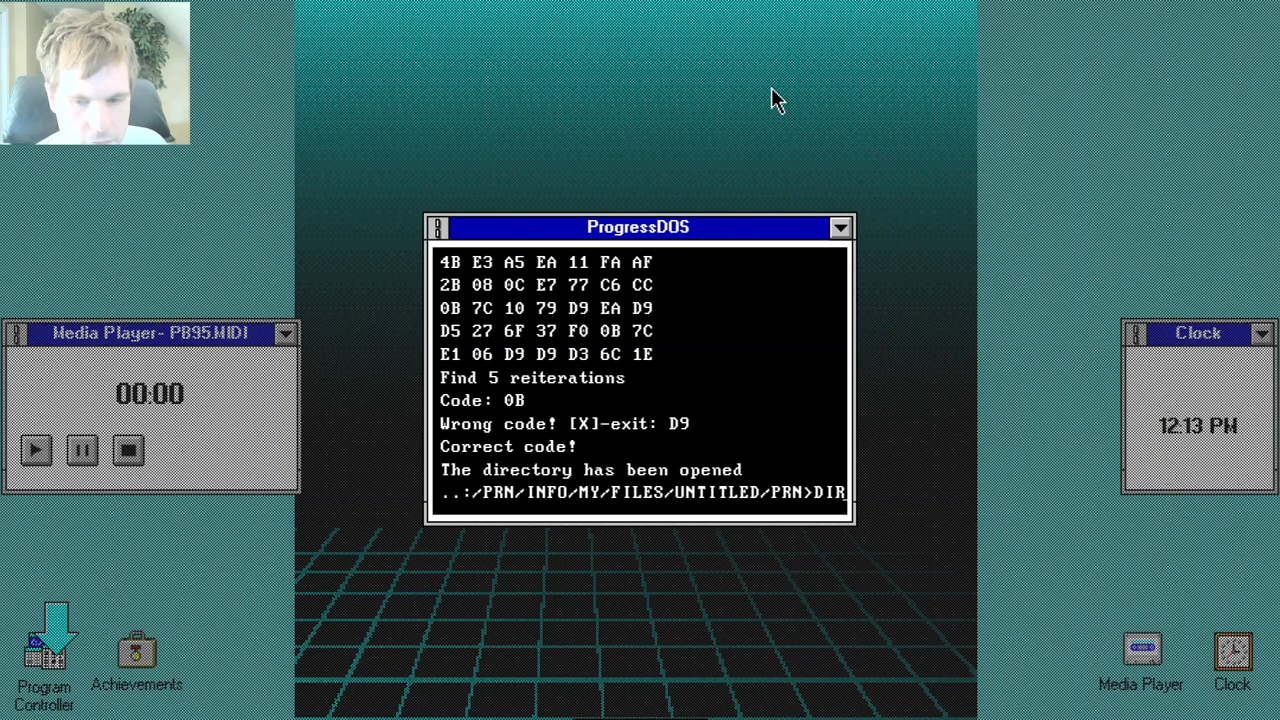 ProgressDOS
4B E3 A5 EA 11 FA AF
2B 08 0C E7 77 C6 CC
0B 7C 10 79 D9 EA D9
D5 27 6F 37 F0 0B 7C
E1 06 D9 D9 D3 6C 1E
Find 5 reiterations
Code: 0B
Wrong code! [X]-exit: D9
Correct code!
The directory has been opened
..:/PRN/INFO/MY/FILES/UNTITLED/PRN>DIR_
Media Player- PB95.MIDI
00:00
Clock
12:13 PM
Program
Controller
Achievements
Media Player
Clock